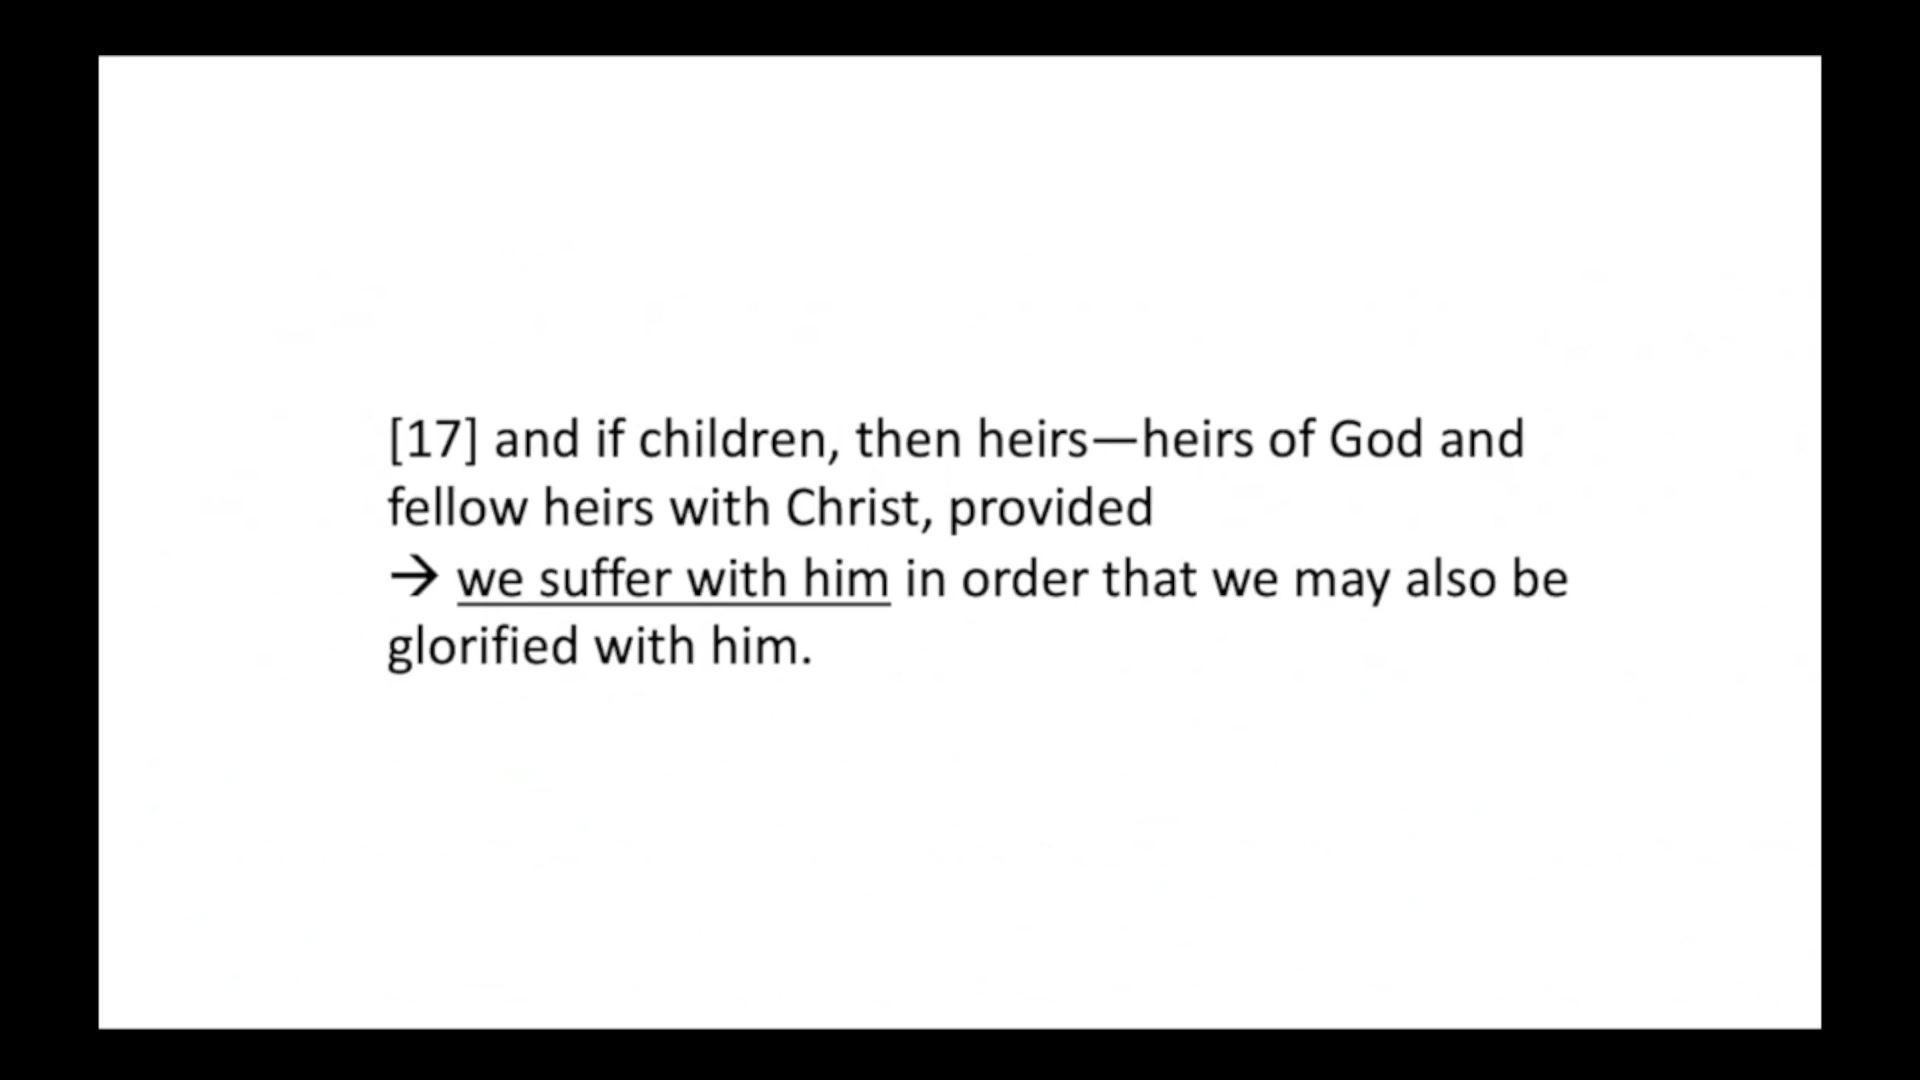 [17] and if children, then heirs—heirs of God and
fellow heirs with Christ, provided
→ we suffer with him in order that we may also be
glorified with him.